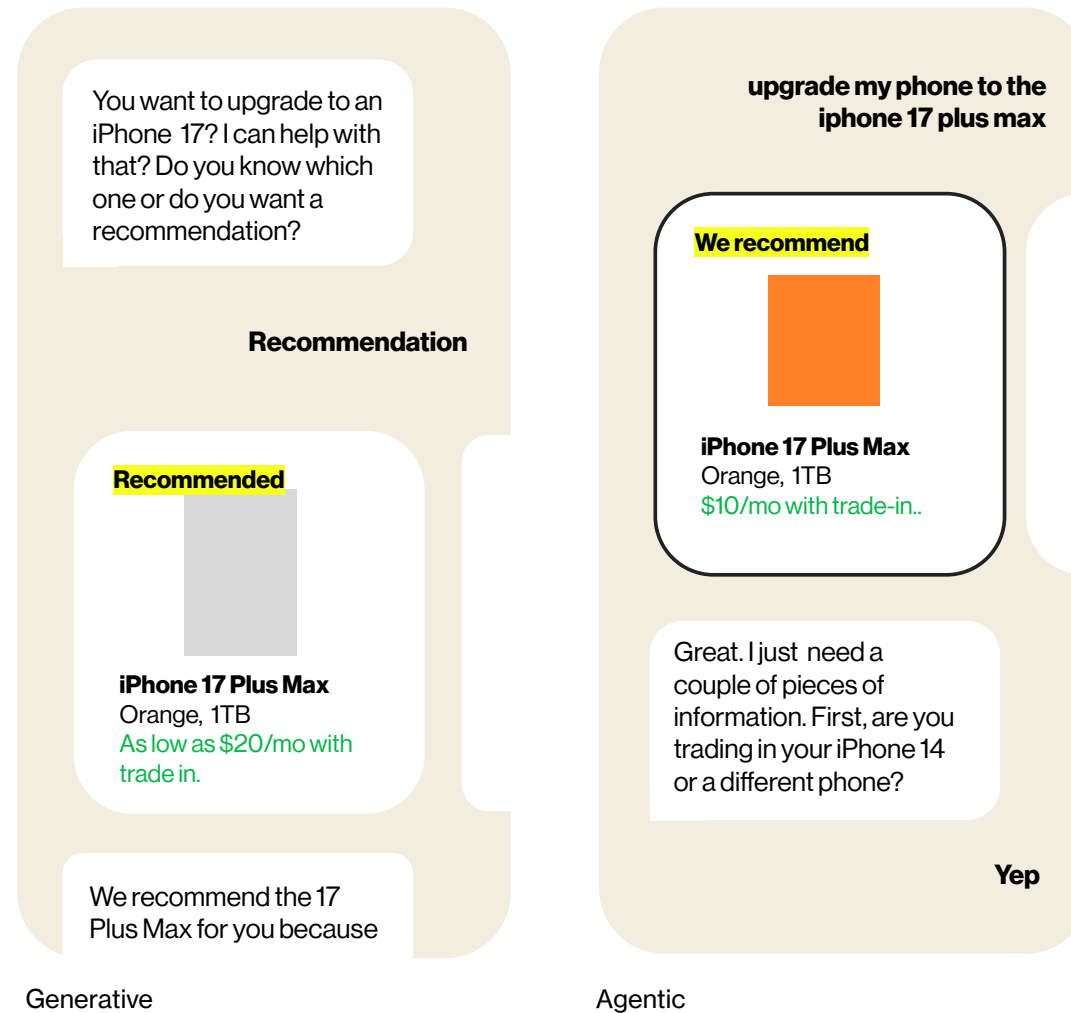 You want to upgrade to an
iPhone 17? I can help with
that? Do you know which
one or do you want a
recommendation?
Recommendation
Recommended
iPhone 17 Plus Max
Orange, 1TB
As low as $20/mo with
trade in.
We recommend the 17
Plus Max for you because
Generative
upgrade my phone to the
iphone 17 plus max
We recommend
iPhone 17 Plus Max
Orange, 1TB
$10/mo with trade-in..
Great. I just need a
couple of pieces of
information. First, are you
trading in your iPhone 14
or a different phone?
Yep
Agentic